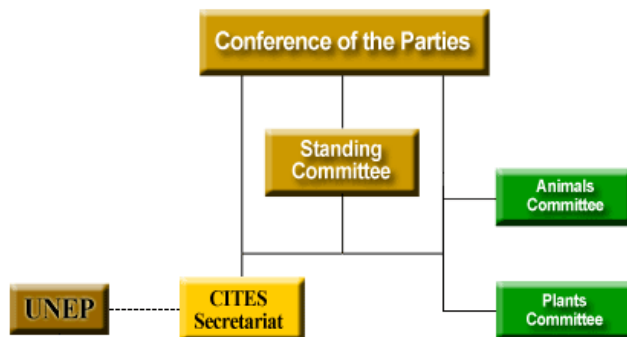 Conference of the Parties
Standing
Committee
Animals
Committee
UNEP
CITES
Secretariat
Plants
Committee